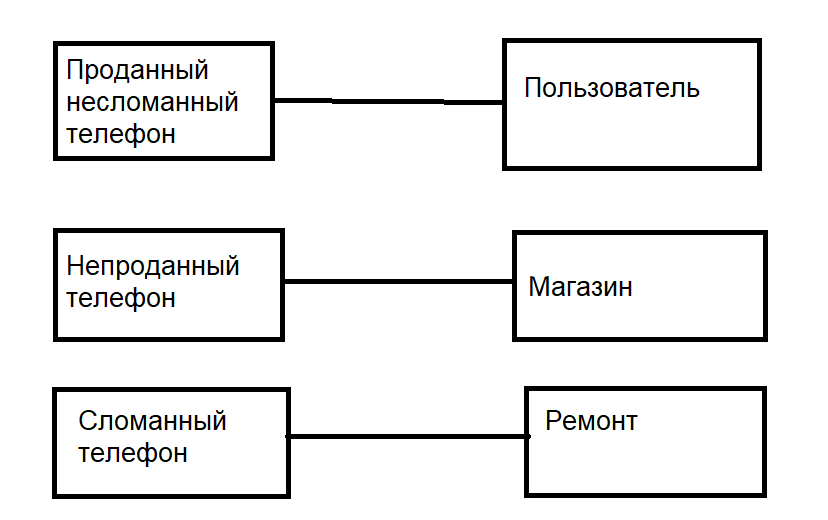 Проданный
несломанный
телефон
Пользователь
Непроданный
телефон
Магазин
Сломанный
телефон
Ремонт